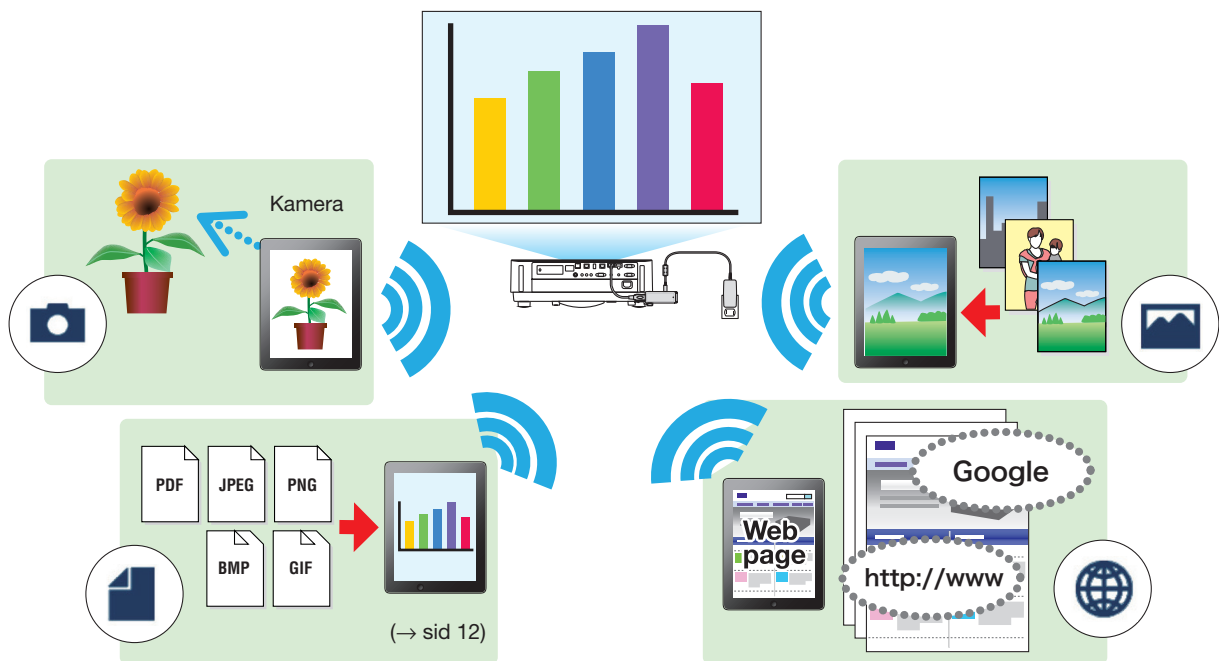 Kamera
PDF
JPEG
PNG
BMP
GIF
(→ sid 12)
Web
page
Google
http://www